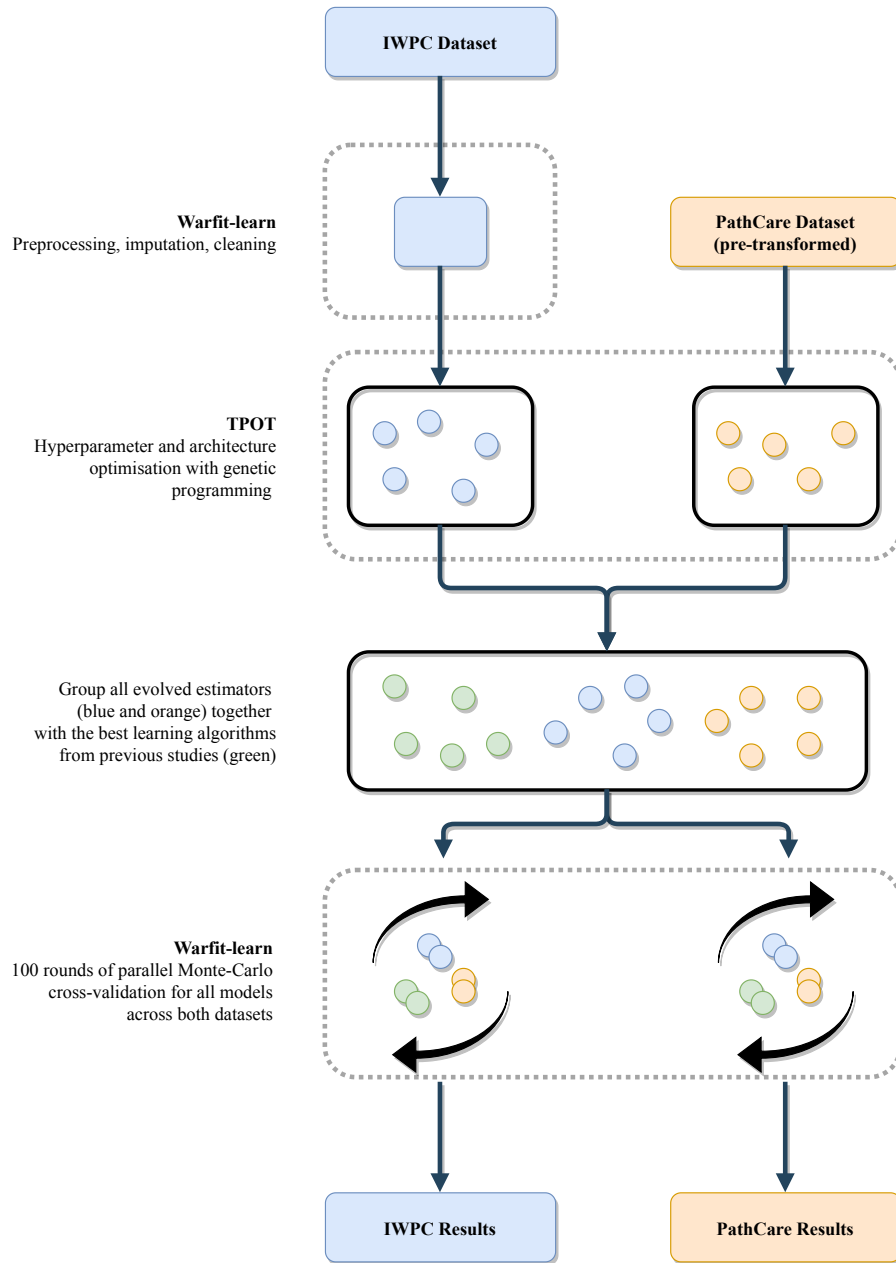 IWPC Dataset
Warfit-learn
Preprocessing, imputation, cleaning
PathCare Dataset
(pre-transformed)
TPOT
Hyperparameter and architecture
optimisation with genetic
programming
Group all evolved estimators
(blue and orange) together
with the best learning algorithms
from previous studies (green)
Warfit-learn
100 rounds of parallel Monte-Carlo
cross-validation for all models
across both datasets
IWPC Results
PathCare Results